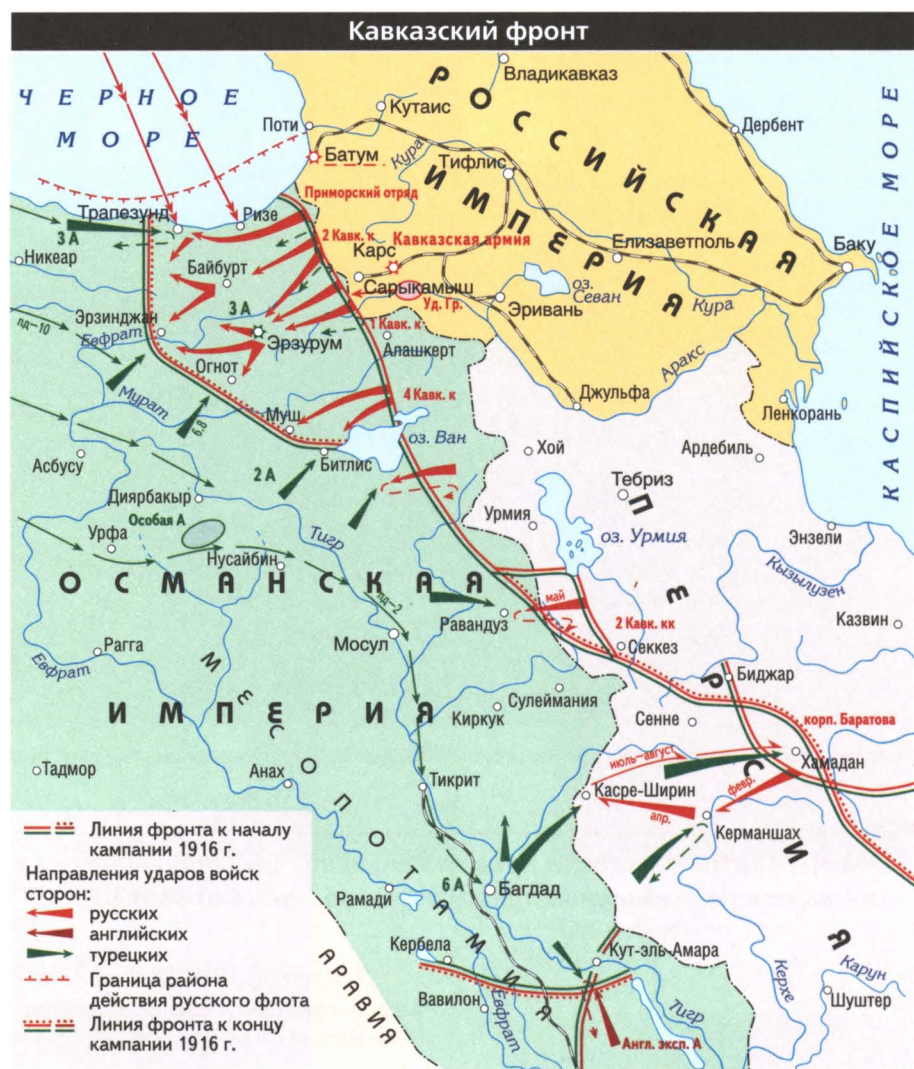 Кавказский фронт
ЧЕРНОЕ
МОРЕ
РОССИЙСКАЯ
ИМПЕРИЯ
КАСПИЙСКОЕ МОРЕ
Владикавказ
Кутаис
Поти
Дербент
Батум
Кура
Тифлис
Приморский отряд
Трапезунд
Ризе
3 А
2 Кавк. к
Кавказская армия
Елизаветполь
Баку
Никеар
Карс
Байбурт
Сарыкамыш
оз.
Севан
Уд. Гр.
Эривань
Кура
3 А
пд–10
Эрзинджан
Евфрат
Эрзурум
1 Кавк. к
Алашкерт
Аракс
Огнот
Джульфа
Мурат
4 Кавк. к
Ленкорань
6.8
Муш
оз. Ван
Хой
Ардебиль
Асбусу
2 А
Битлис
Тебриз
Диярбакыр
Особая А
Урмия
оз. Урмия
Энзели
Урфа
Тигр
Нусайбин
Кызылузен
ОСМАНСКАЯ
пд–2
май
Равандуз
2 Кавк. кк
Казвин
Мосул
Секкез
Рагга
Евфрат
Биджар
Сулеймания
ИМПЕРИЯ
Киркук
Сенне
корп. Баратова
МЕСОПОТАМИЯ
ПЕРСИЯ
июль–август
Хамадан
Тадмор
Анах
Тикрит
Касре-Ширин
февр.
апр.
Керманшах
6 А
Багдад
Рамади
Кербела
Кут-эль-Амара
АРАВИЯ
Вавилон
Евфрат
Тигр
Керхе
Карун
Шуштер
Англ. эксп. А
Линия фронта к началу
кампании 1916 г.
Направления ударов войск
сторон:
русских
английских
турецких
Граница района
действия русского флота
Линия фронта к концу
кампании 1916 г.